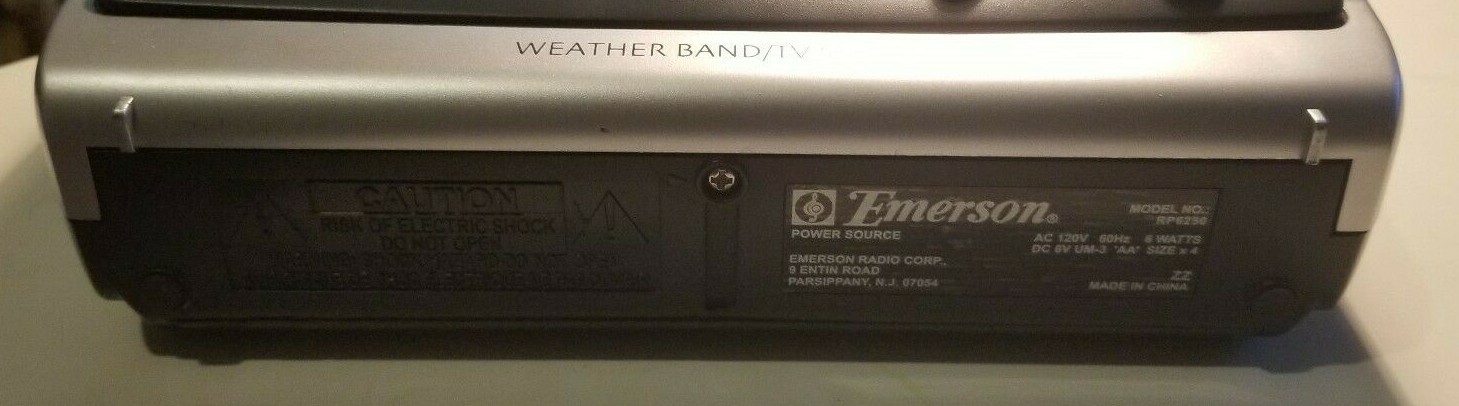 WEATHER BAND/TV
CAUTION
RISK OF ELECTRIC SHOCK
DO NOT OPEN
Emerson®
POWER SOURCE
MODEL NO.:
RP6250
AC 120V 60Hz 6 WATTS
DC 6V UM-3 "AA" SIZE x 4
EMERSON RADIO CORP.,
9 ENTIN ROAD
PARSIPPANY, N.J. 07054
ZZ
MADE IN CHINA